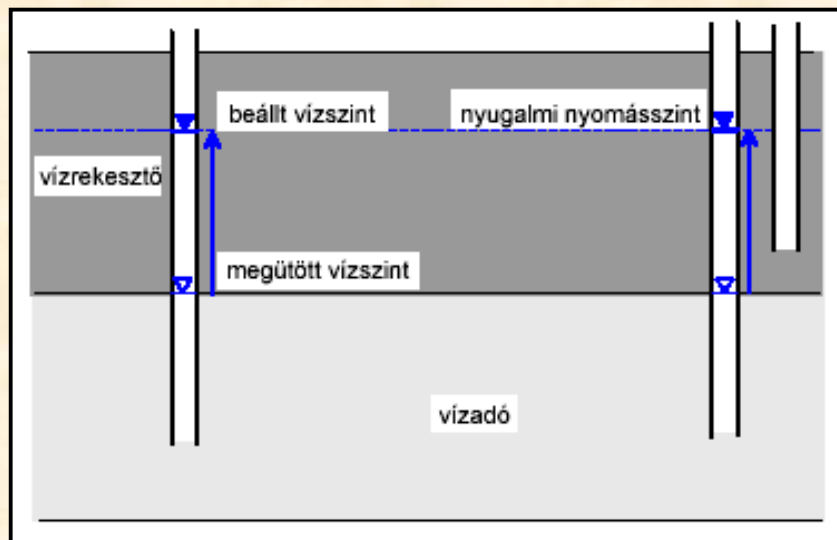 beállt vízszint
nyugalmi nyomásszint
vízrekesztő
megütött vízszint
vízadó